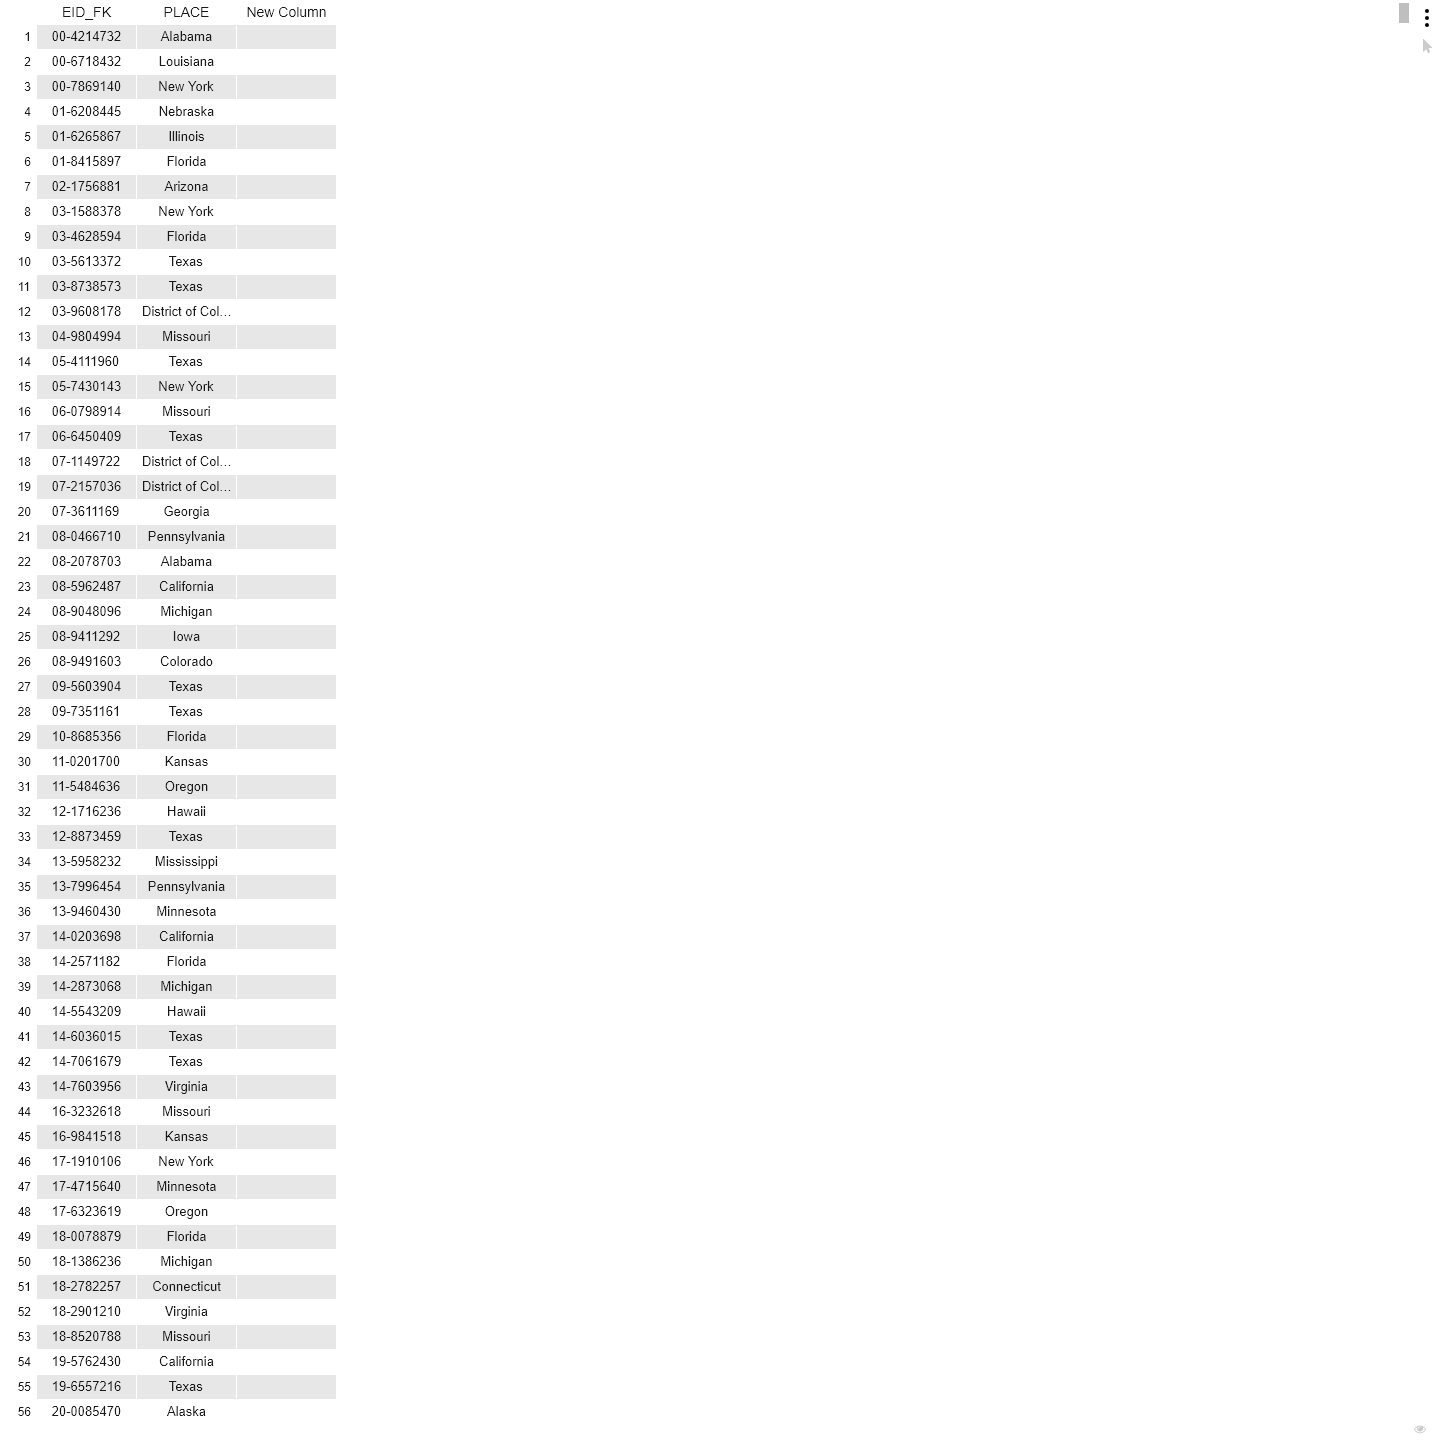 EID_FK PLACE New Column
1 00-4214732 Alabama
2 00-6718432 Louisiana
3 00-7869140 New York
4 01-6208445 Nebraska
5 01-6265867 Illinois
6 01-8415897 Florida
7 02-1756881 Arizona
8 03-1588378 New York
9 03-4628594 Florida
10 03-5613372 Texas
11 03-8738573 Texas
12 03-9608178 District of Col...
13 04-9804994 Missouri
14 05-4111960 Texas
15 05-7430143 New York
16 06-0798914 Missouri
17 06-6450409 Texas
18 07-1149722 District of Col...
19 07-2157036 District of Col...
20 07-3611169 Georgia
21 08-0466710 Pennsylvania
22 08-2078703 Alabama
23 08-5962487 California
24 08-9048096 Michigan
25 08-9411292 Iowa
26 08-9491603 Colorado
27 09-5603904 Texas
28 09-7351161 Texas
29 10-8685356 Florida
30 11-0201700 Kansas
31 11-5484636 Oregon
32 12-1716236 Hawaii
33 12-8873459 Texas
34 13-5958232 Mississippi
35 13-7996454 Pennsylvania
36 13-9460430 Minnesota
37 14-0203698 California
38 14-2571182 Florida
39 14-2873068 Michigan
40 14-5543209 Hawaii
41 14-6036015 Texas
42 14-7061679 Texas
43 14-7603956 Virginia
44 16-3232618 Missouri
45 16-9841518 Kansas
46 17-1910106 New York
47 17-4715640 Minnesota
48 17-6323619 Oregon
49 18-0078879 Florida
50 18-1386236 Michigan
51 18-2782257 Connecticut
52 18-2901210 Virginia
53 18-8520788 Missouri
54 19-5762430 California
55 19-6557216 Texas
56 20-0085470 Alaska